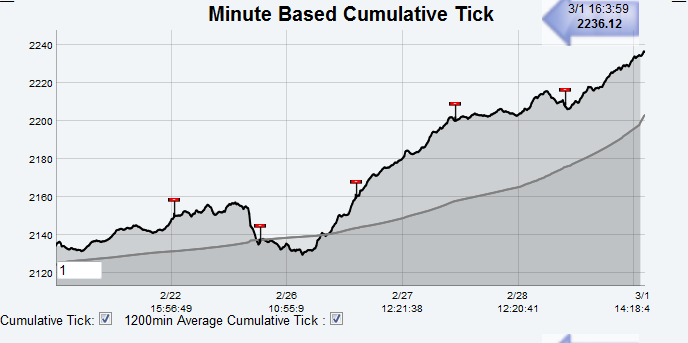 Minute Based Cumulative Tick
3/1 16:3:59
2236.12
2240
2220
2200
2180
2160
2140
2120
1
2/22 2/26 2/27 2/28 3/1
15:56:49 10:55:9 12:21:38 12:20:41 14:18:4
Cumulative Tick: 1200min Average Cumulative Tick :